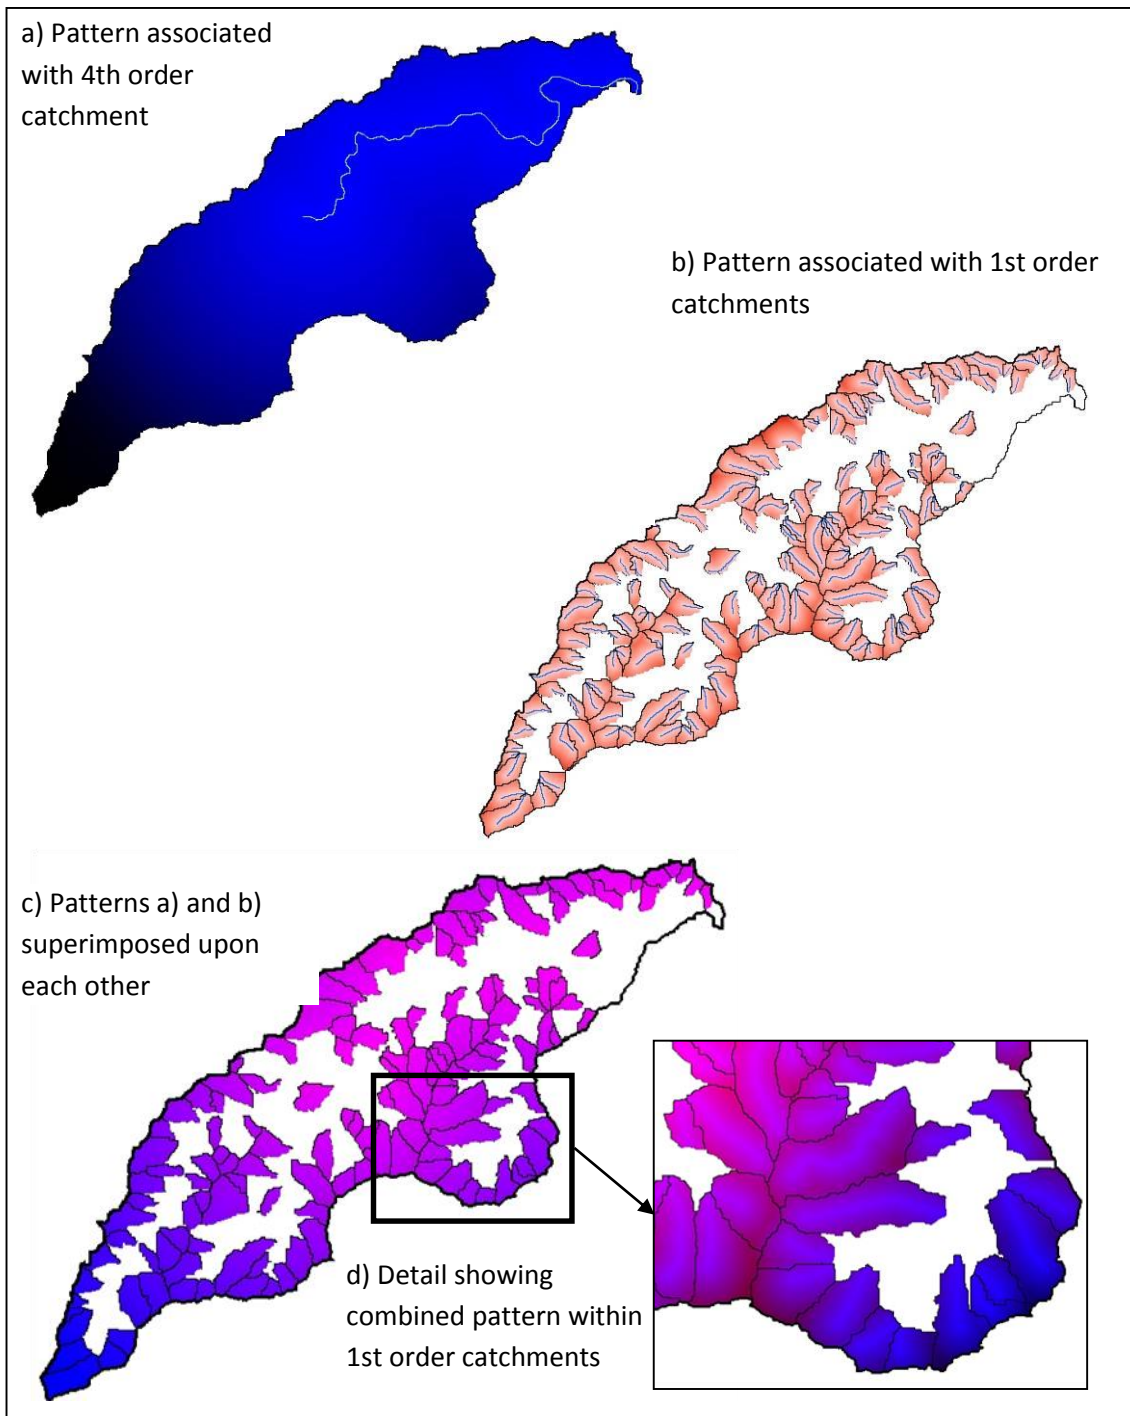 a) Pattern associated
with 4th order
catchment
b) Pattern associated with 1st order
catchments
c) Patterns a) and b)
superimposed upon
each other
d) Detail showing
combined pattern within
1st order catchments